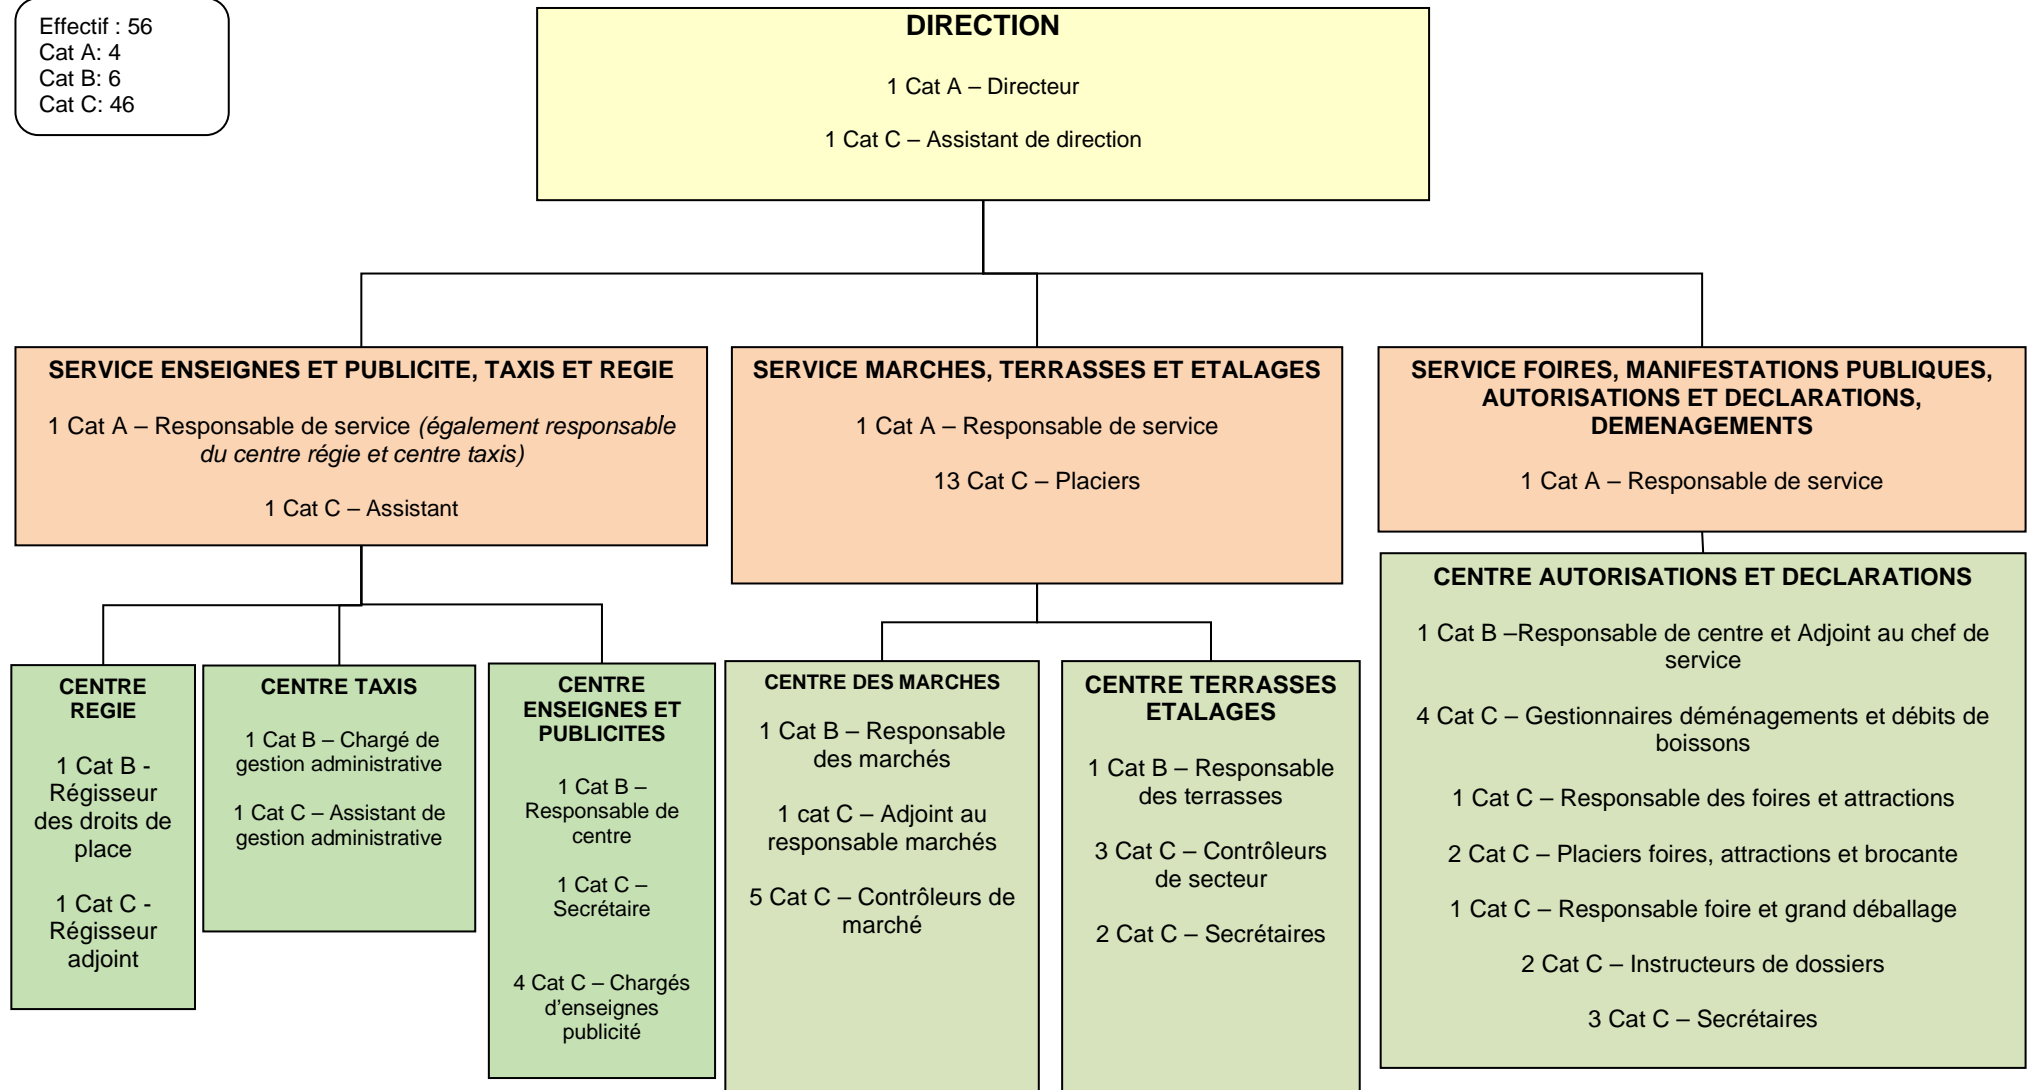 Effectif : 56
Cat A: 4
Cat B: 6
Cat C: 46
DIRECTION
1 Cat A – Directeur
1 Cat C – Assistant de direction
SERVICE ENSEIGNES ET PUBLICITE, TAXIS ET REGIE
1 Cat A – Responsable de service (également responsable
du centre régie et centre taxis)
1 Cat C – Assistant
SERVICE MARCHES, TERRASSES ET ETALAGES
1 Cat A – Responsable de service
13 Cat C – Placiers
SERVICE FOIRES, MANIFESTATIONS PUBLIQUES,
AUTORISATIONS ET DECLARATIONS,
DEMENAGEMENTS
1 Cat A – Responsable de service
CENTRE
REGIE
1 Cat B -
Régisseur
des droits de
place
1 Cat C -
Régisseur
adjoint
CENTRE TAXIS
1 Cat B – Chargé de
gestion administrative
1 Cat C – Assistant de
gestion administrative
CENTRE
ENSEIGNES ET
PUBLICITES
1 Cat B –
Responsable de
centre
1 Cat C –
Secrétaire
4 Cat C – Chargés
d'enseignes
publicité
CENTRE DES MARCHES
1 Cat B – Responsable
des marchés
1 cat C – Adjoint au
responsable marchés
5 Cat C – Contrôleurs de
marché
CENTRE TERRASSES
ETALAGES
1 Cat B – Responsable
des terrasses
3 Cat C – Contrôleurs
de secteur
2 Cat C – Secrétaires
CENTRE AUTORISATIONS ET DECLARATIONS
1 Cat B –Responsable de centre et Adjoint au chef de
service
4 Cat C – Gestionnaires déménagements et débits de
boissons
1 Cat C – Responsable des foires et attractions
2 Cat C – Placiers foires, attractions et brocante
1 Cat C – Responsable foire et grand déballage
2 Cat C – Instructeurs de dossiers
3 Cat C – Secrétaires